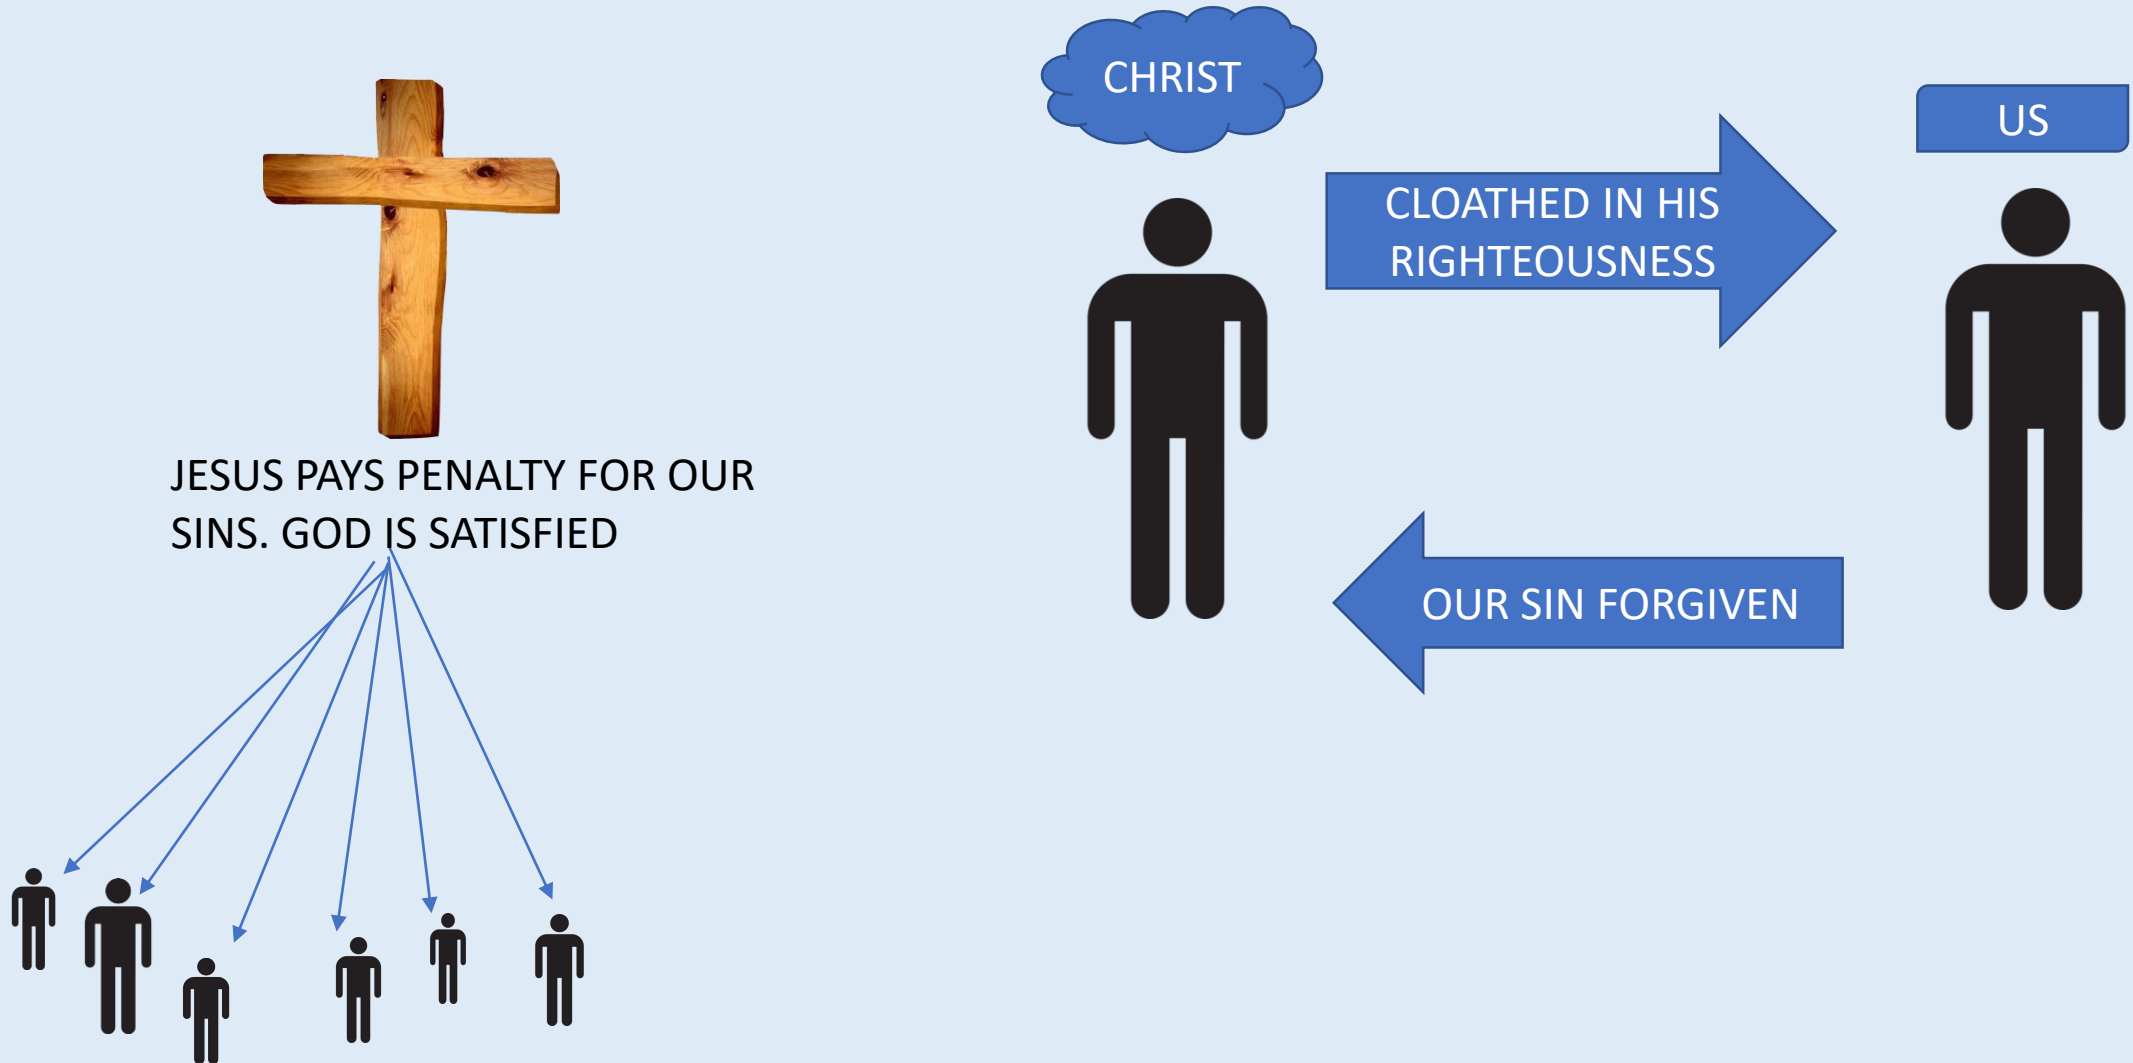 JESUS PAYS PENALTY FOR OUR
SINS. GOD IS SATISFIED
CHRIST
US
CLOATHED IN HIS
RIGHTEOUSNESS
OUR SIN FORGIVEN